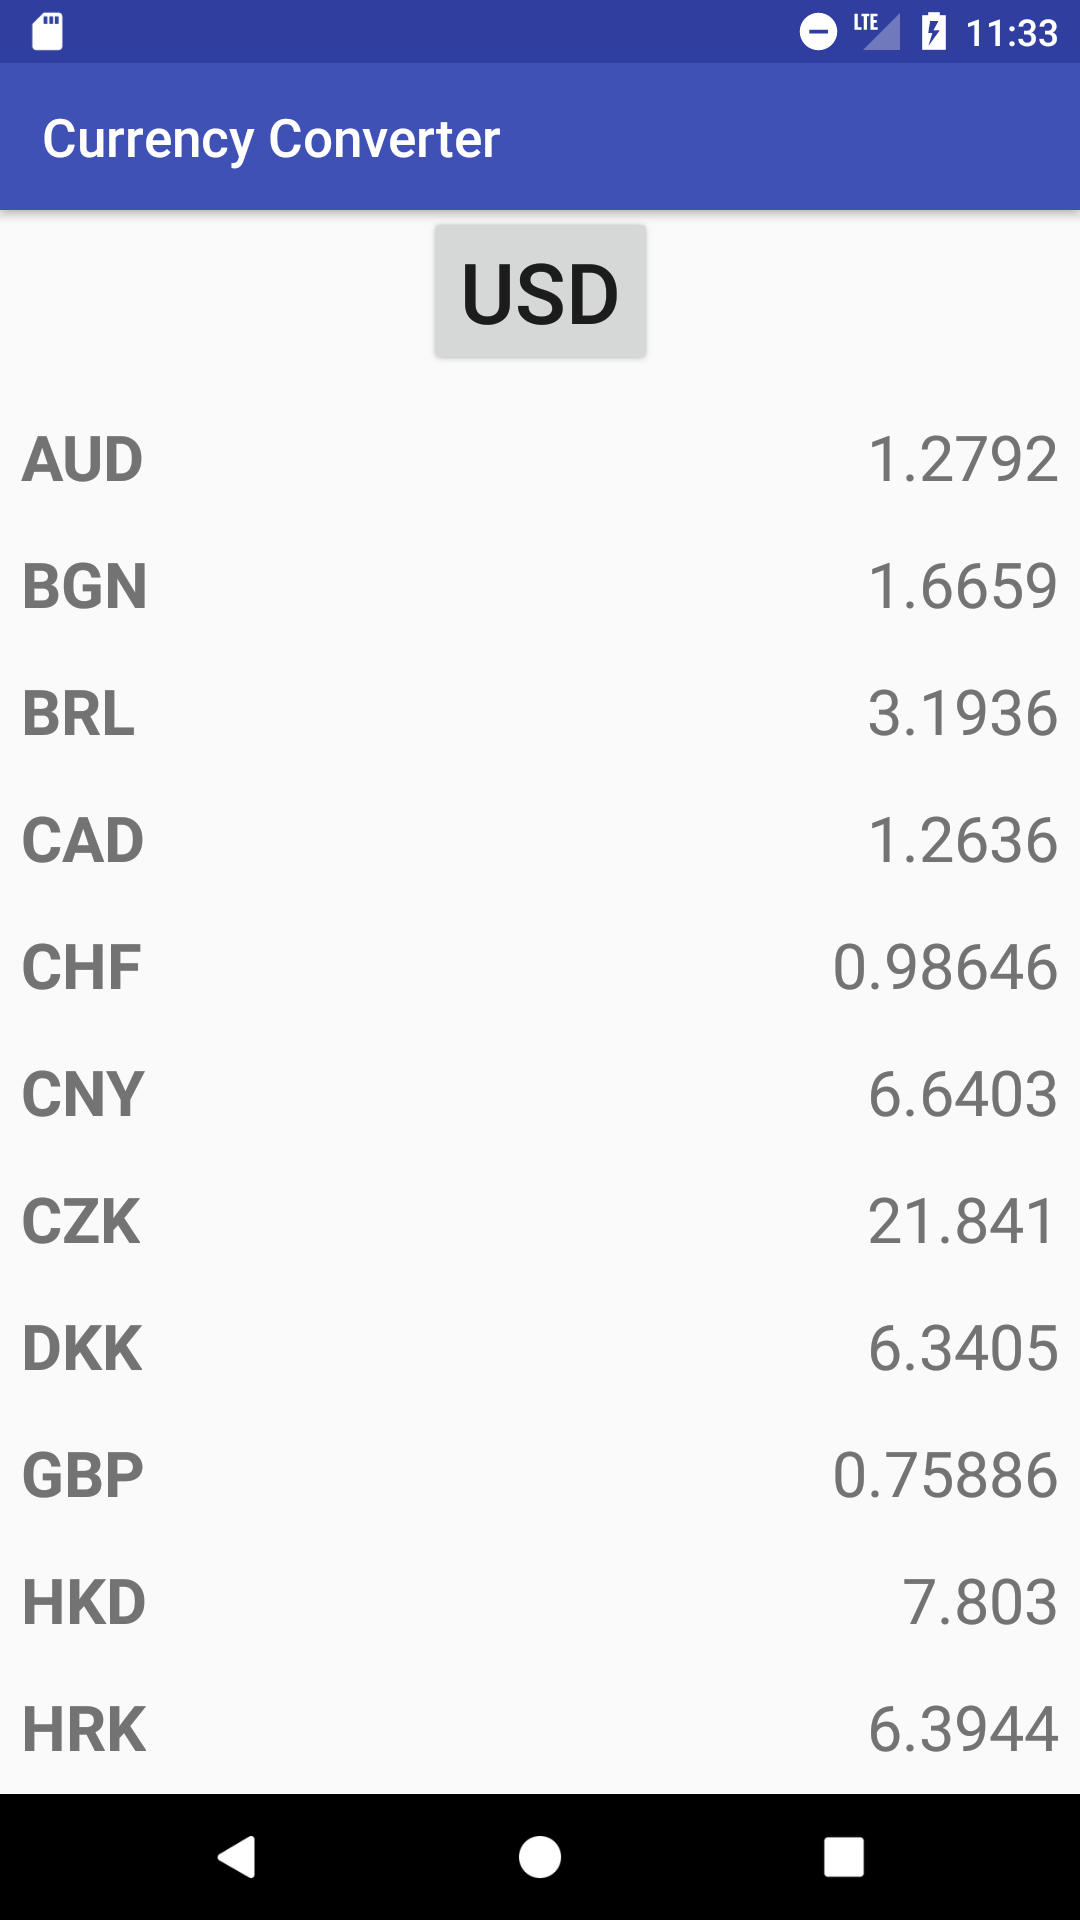 LTE 11:33
Currency Converter
USD
AUD 1.2792
BGN 1.6659
BRL 3.1936
CAD 1.2636
CHF 0.98646
CNY 6.6403
CZK 21.841
DKK 6.3405
GBP 0.75886
HKD 7.803
HRK 6.3944